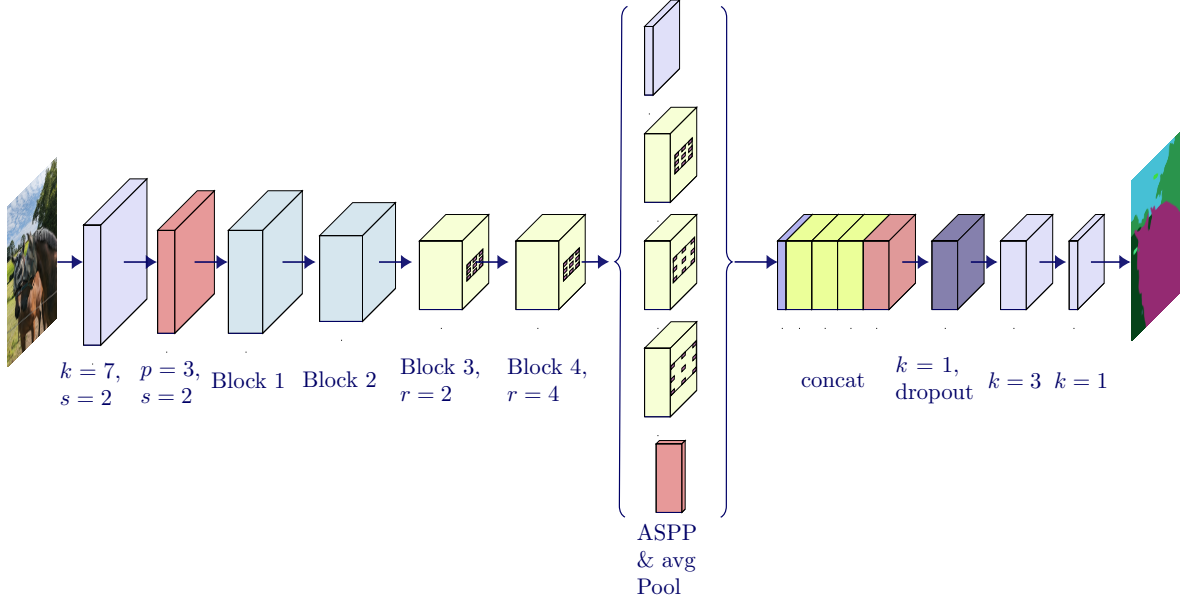 k = 7,
s = 2
p = 3,
s = 2
Block 1
Block 2
Block 3,
r = 2
Block 4,
r = 4
ASPP
& avg
Pool
concat
k = 1,
dropout
k = 3
k = 1